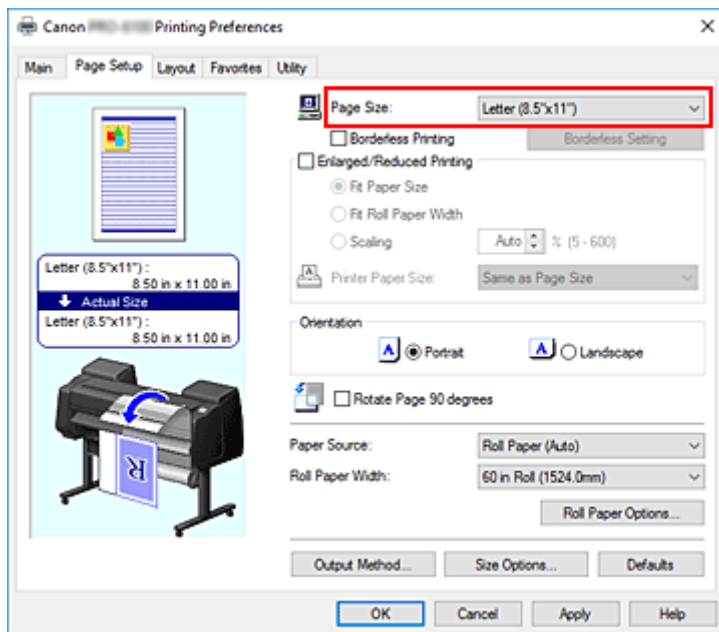 Canon Printing Preferences
Main Page Setup Layout Favorites Utility
Page Size: Letter (8.5"x11")
Borderless Printing Borderless Setting
Enlarged/Reduced Printing
Fit Paper Size
Fit Roll Paper Width
Scaling Auto % (5 - 600)
Printer Paper Size: Same as Page Size
Letter (8.5"x11") :
8.50 in x 11.00 in
Actual Size
Letter (8.5"x11") :
8.50 in x 11.00 in
Orientation
A Portrait A Landscape
Rotate Page 90 degrees
R
Paper Source: Roll Paper (Auto)
Roll Paper Width: 60 in Roll (1524.0mm)
Roll Paper Options...
Output Method... Size Options... Defaults
OK Cancel Apply Help